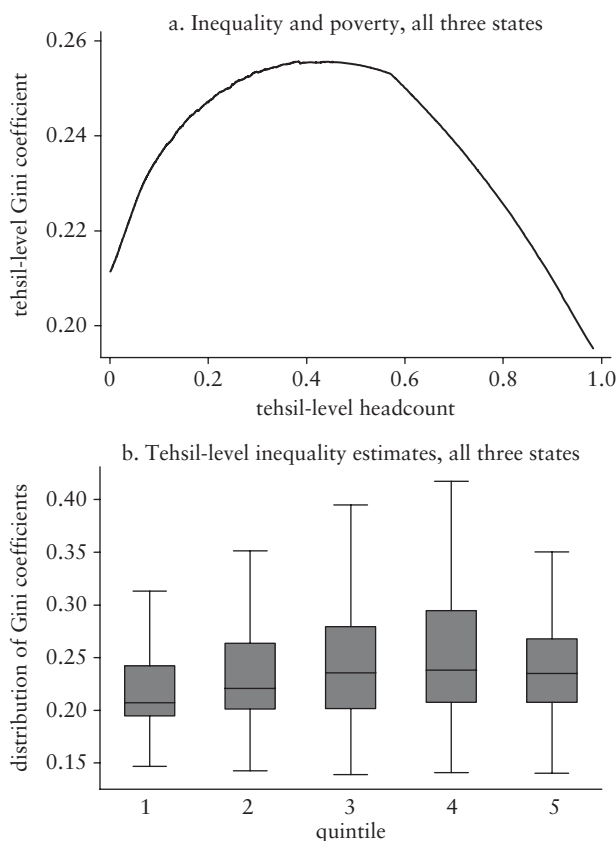 a. Inequality and poverty, all three states
tehsil-level Gini coefficient
0.26
0.24
0.22
0.20
0 0.2 0.4 0.6 0.8 1.0
tehsil-level headcount
b. Tehsil-level inequality estimates, all three states
distribution of Gini coefficients
0.40
0.35
0.30
0.25
0.20
0.15
1 2 3 4 5
quintile